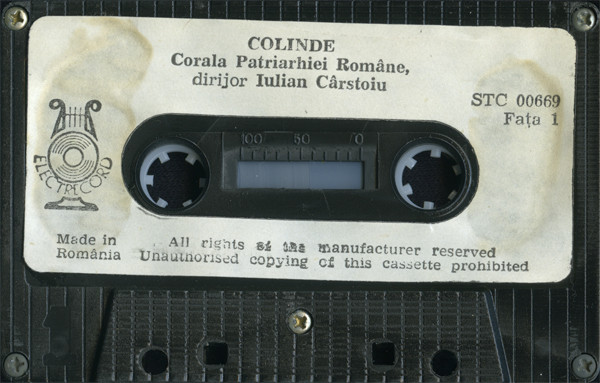 COLINDE
Corala Patriarhiei Române,
dirijor Iulian Cârstoiu
STC 00669
Fața 1
100 50 0
ELECTRECORD
Made in
România
All rights of the manufacturer reserved
Unauthorised copying of this cassette prohibited
1